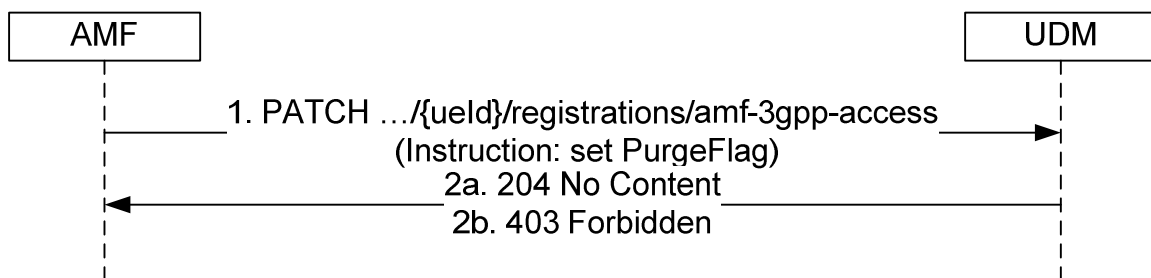 AMF
UDM
1. PATCH …/{ueId}/registrations/amf-3gpp-access
(Instruction: set PurgeFlag)
2a. 204 No Content
2b. 403 Forbidden